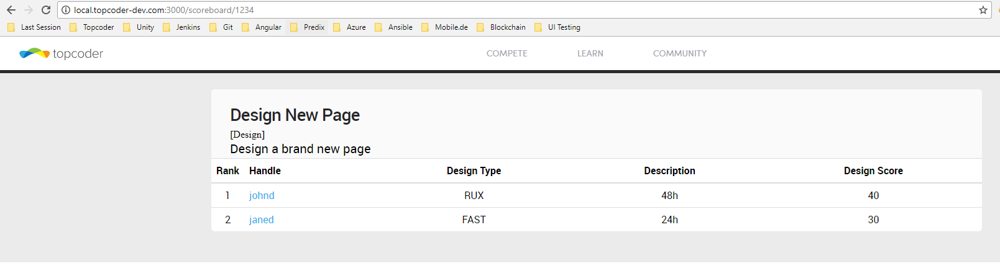 local.topcoder-dev.com:3000/scoreboard/1234
Last Session Topcoder Unity Jenkins Git Angular Predix Azure Ansible Mobile.de Blockchain UI Testing
topcoder COMPETE LEARN COMMUNITY
Design New Page
[Design]
Design a brand new page
Rank Handle Design Type Description Design Score
1 johnd RUX 48h 40
2 janed FAST 24h 30